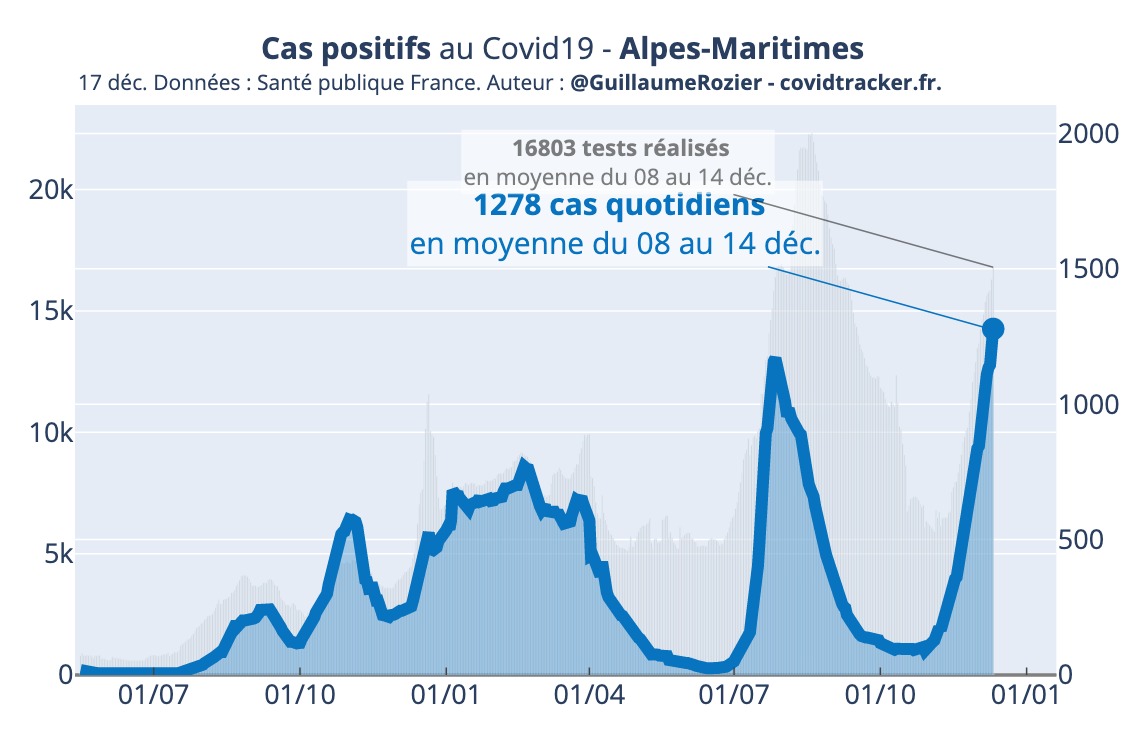 Cas positifs au Covid19 - Alpes-Maritimes
17 déc. Données : Santé publique France. Auteur : @GuillaumeRozier - covidtracker.fr.
16803 tests réalisés
en moyenne du 08 au 14 déc.
1278 cas quotidiens
en moyenne du 08 au 14 déc.
20k
15k
10k
5k
0
2000
1500
1000
500
0
01/07
01/10
01/01
01/04
01/07
01/10
01/01